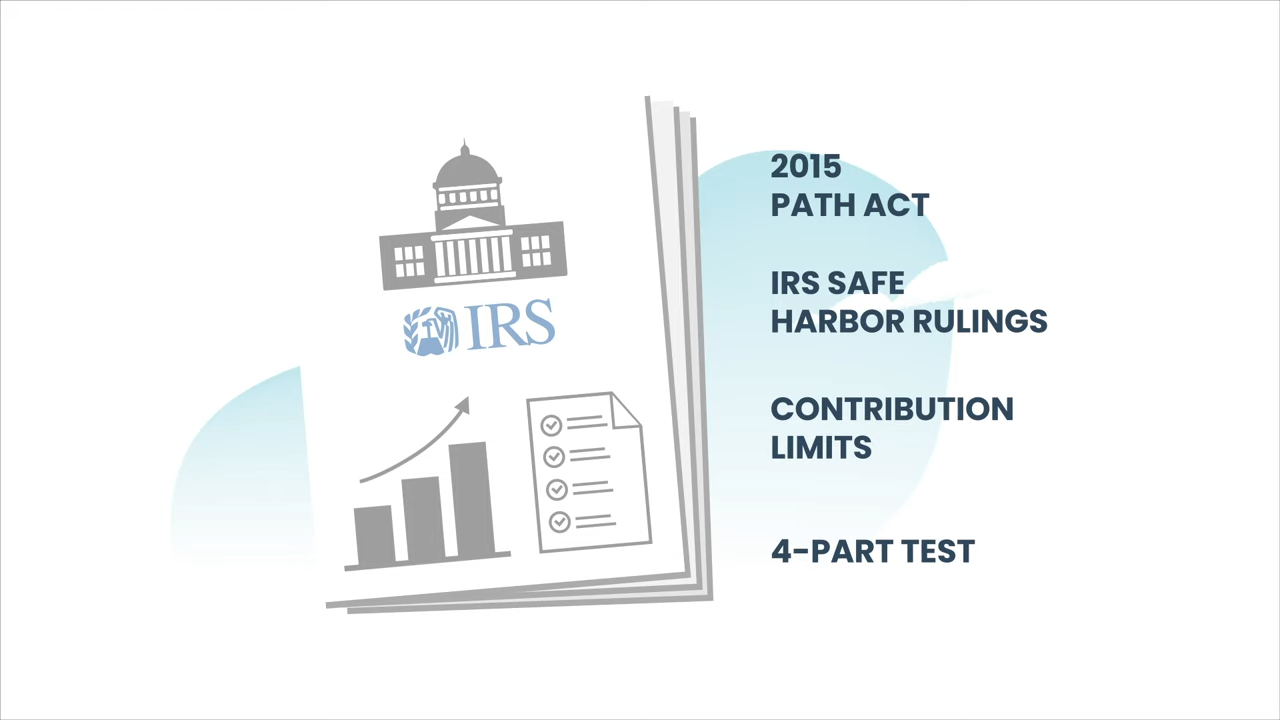 IRS
2015
PATH ACT
IRS SAFE
HARBOR RULINGS
CONTRIBUTION
LIMITS
4-PART TEST